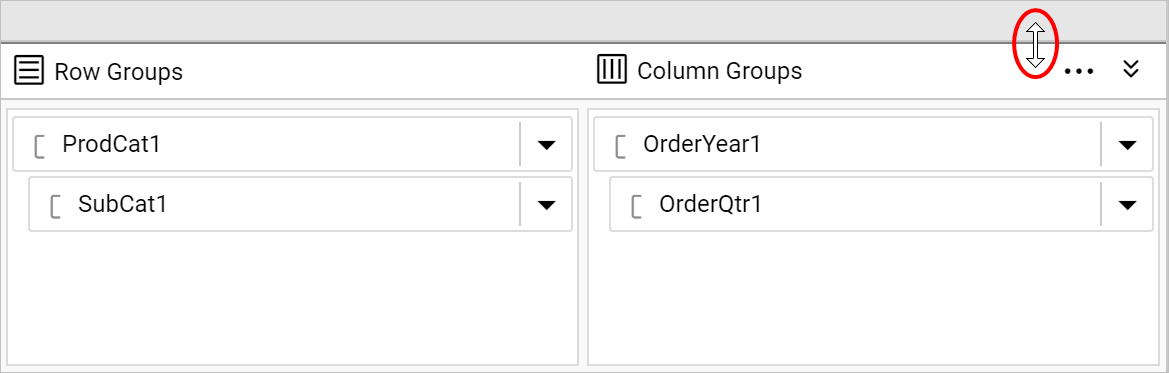 Row Groups
Column Groups
ProdCat1
OrderYear1
SubCat1
OrderQtr1